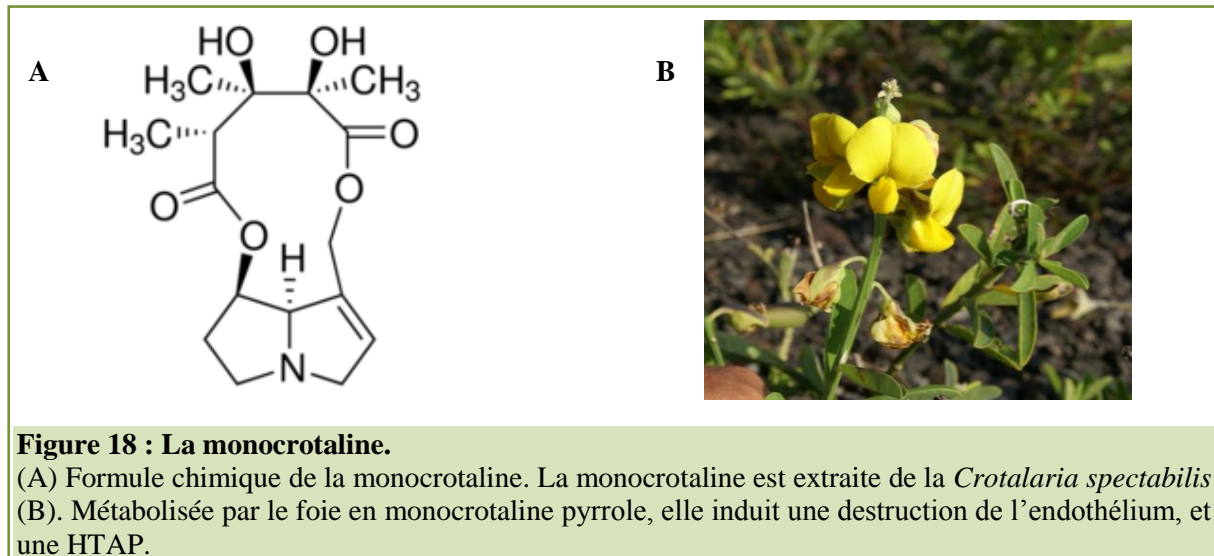 A
B
HO OH
H₃C CH₃
H₃C O
O O
O H
N
Figure 18 : La monocrotaline.
(A) Formule chimique de la monocrotaline. La monocrotaline est extraite de la Crotalaria spectabilis
(B). Métabolisée par le foie en monocrotaline pyrrole, elle induit une destruction de l’endothélium, et
une HTAP.